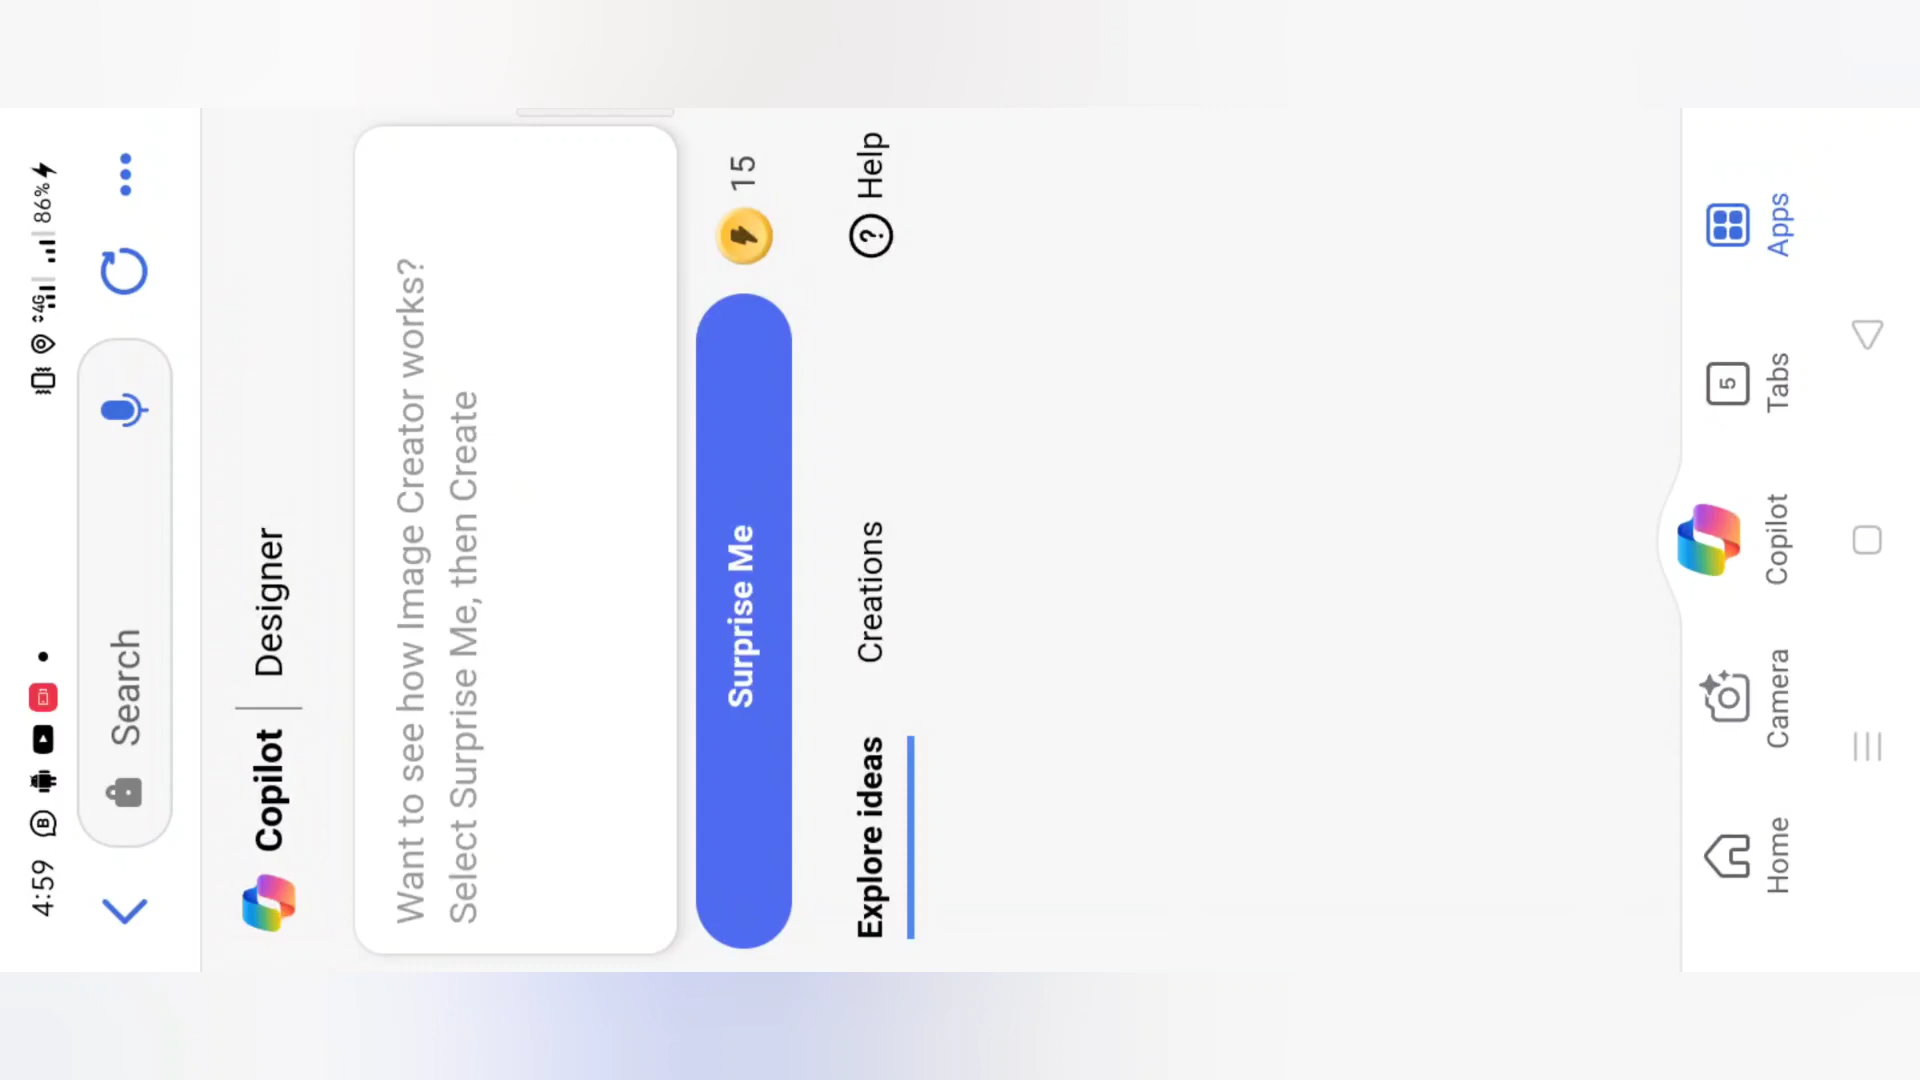 4:59
4G
86%
Search
Copilot | Designer
Want to see how Image Creator works?
Select Surprise Me, then Create
Surprise Me
15
Explore ideas
Creations
Help
Home
Camera
Copilot
5
Tabs
Apps